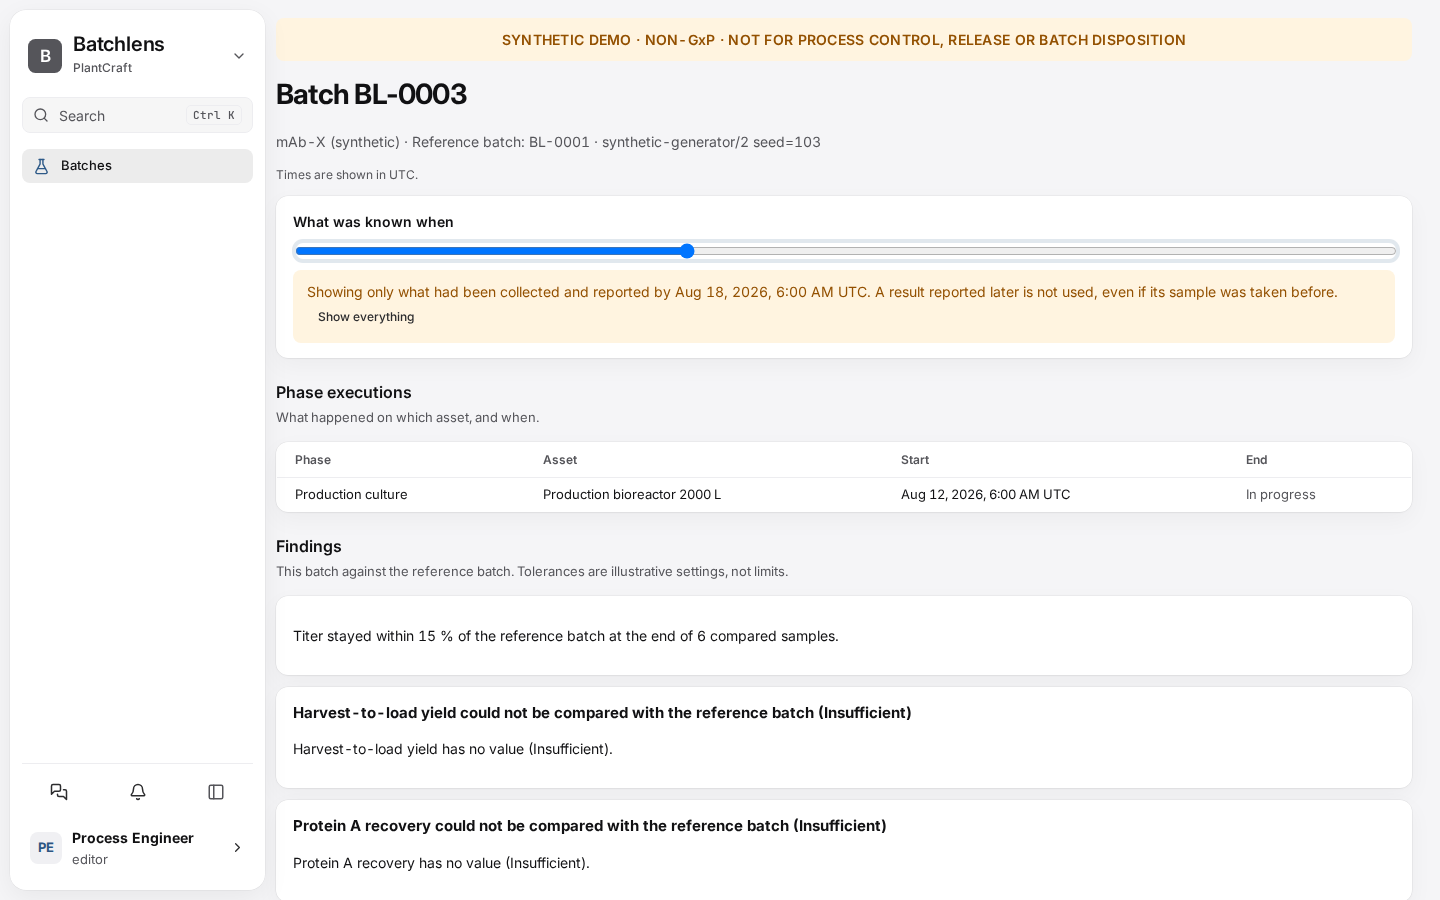 B
Batchlens
PlantCraft
Search
Ctrl K
Batches
PE
Process Engineer
editor
SYNTHETIC DEMO · NON-GxP · NOT FOR PROCESS CONTROL, RELEASE OR BATCH DISPOSITION
Batch BL-0003
mAb-X (synthetic) · Reference batch: BL-0001 · synthetic-generator/2 seed=103
Times are shown in UTC.
What was known when
Showing only what had been collected and reported by Aug 18, 2026, 6:00 AM UTC. A result reported later is not used, even if its sample was taken before.
Show everything
Phase executions
What happened on which asset, and when.
Phase Asset Start End
Production culture Production bioreactor 2000 L Aug 12, 2026, 6:00 AM UTC In progress
Findings
This batch against the reference batch. Tolerances are illustrative settings, not limits.
Titer stayed within 15 % of the reference batch at the end of 6 compared samples.
Harvest-to-load yield could not be compared with the reference batch (Insufficient)
Harvest-to-load yield has no value (Insufficient).
Protein A recovery could not be compared with the reference batch (Insufficient)
Protein A recovery has no value (Insufficient).